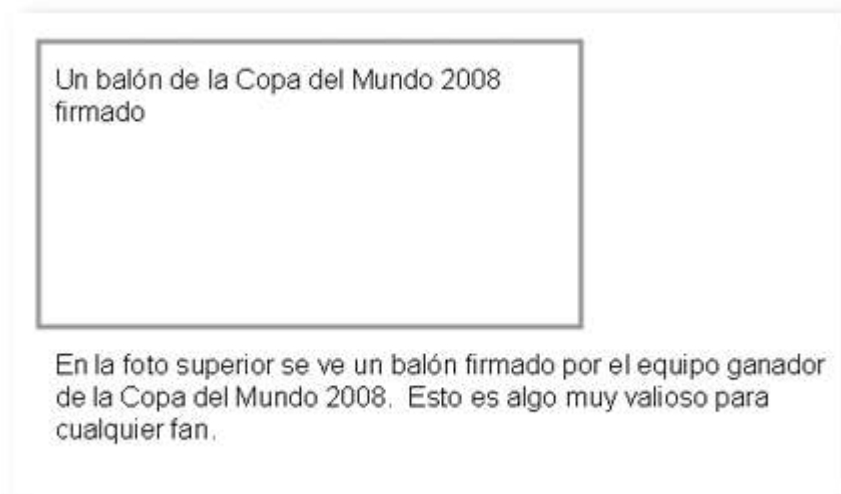 Un balón de la Copa del Mundo 2008
firmado
En la foto superior se ve un balón firmado por el equipo ganador
de la Copa del Mundo 2008.  Esto es algo muy valioso para
cualquier fan.